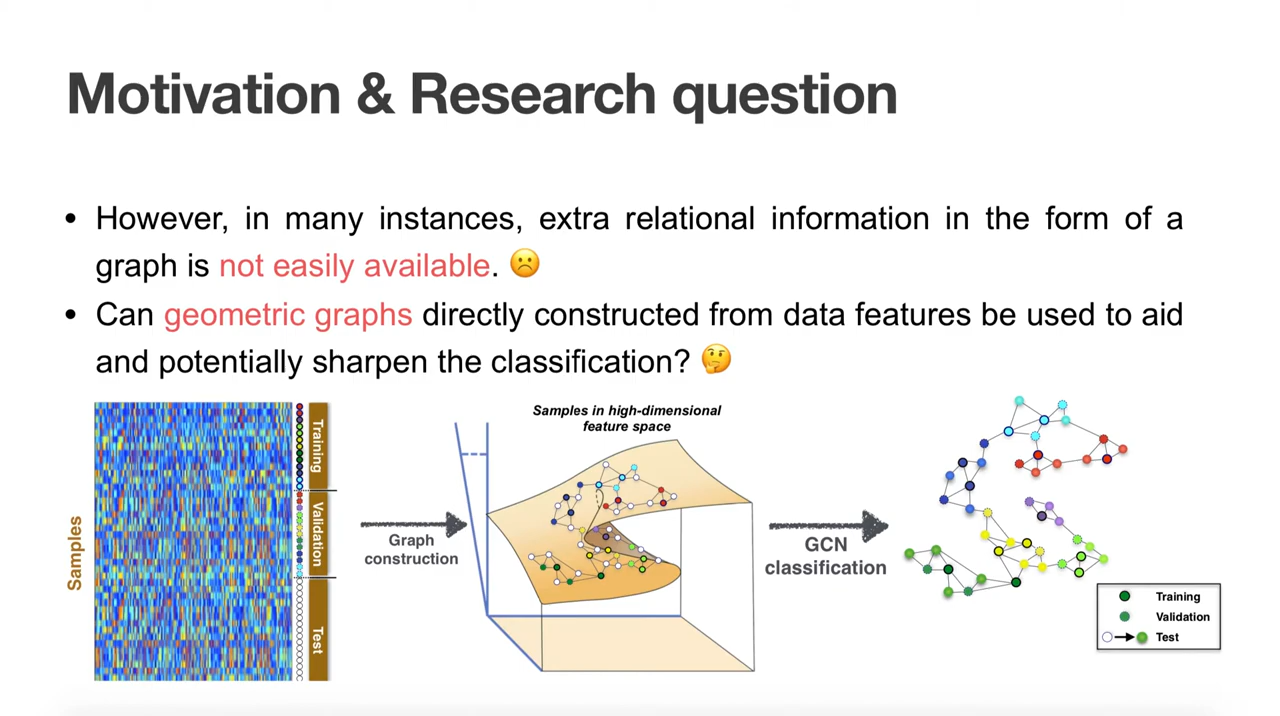 Motivation & Research question
• However, in many instances, extra relational information in the form of a
graph is not easily available. ☹️
• Can geometric graphs directly constructed from data features be used to aid
and potentially sharpen the classification? 🤔
Samples
Training
Validation
Test
Graph
construction
Samples in high-dimensional
feature space
GCN
classification
Training
Validation
Test